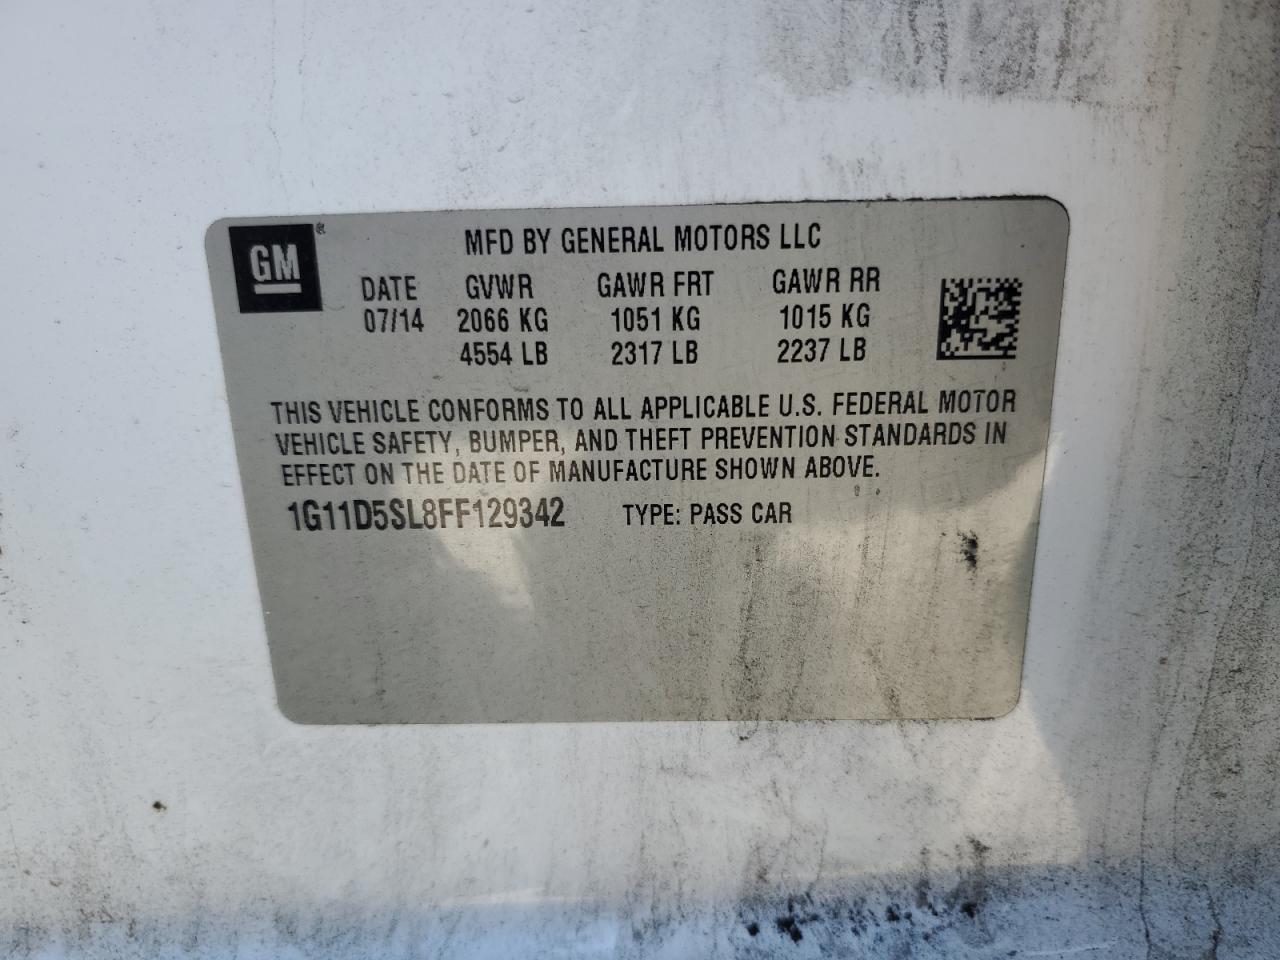 GM®
MFD BY GENERAL MOTORS LLC
DATE GVWR GAWR FRT GAWR RR
07/14 2066 KG 1051 KG 1015 KG
4554 LB 2317 LB 2237 LB
THIS VEHICLE CONFORMS TO ALL APPLICABLE U.S. FEDERAL MOTOR
VEHICLE SAFETY, BUMPER, AND THEFT PREVENTION STANDARDS IN
EFFECT ON THE DATE OF MANUFACTURE SHOWN ABOVE.
1G11D5SL8FF129342 TYPE: PASS CAR